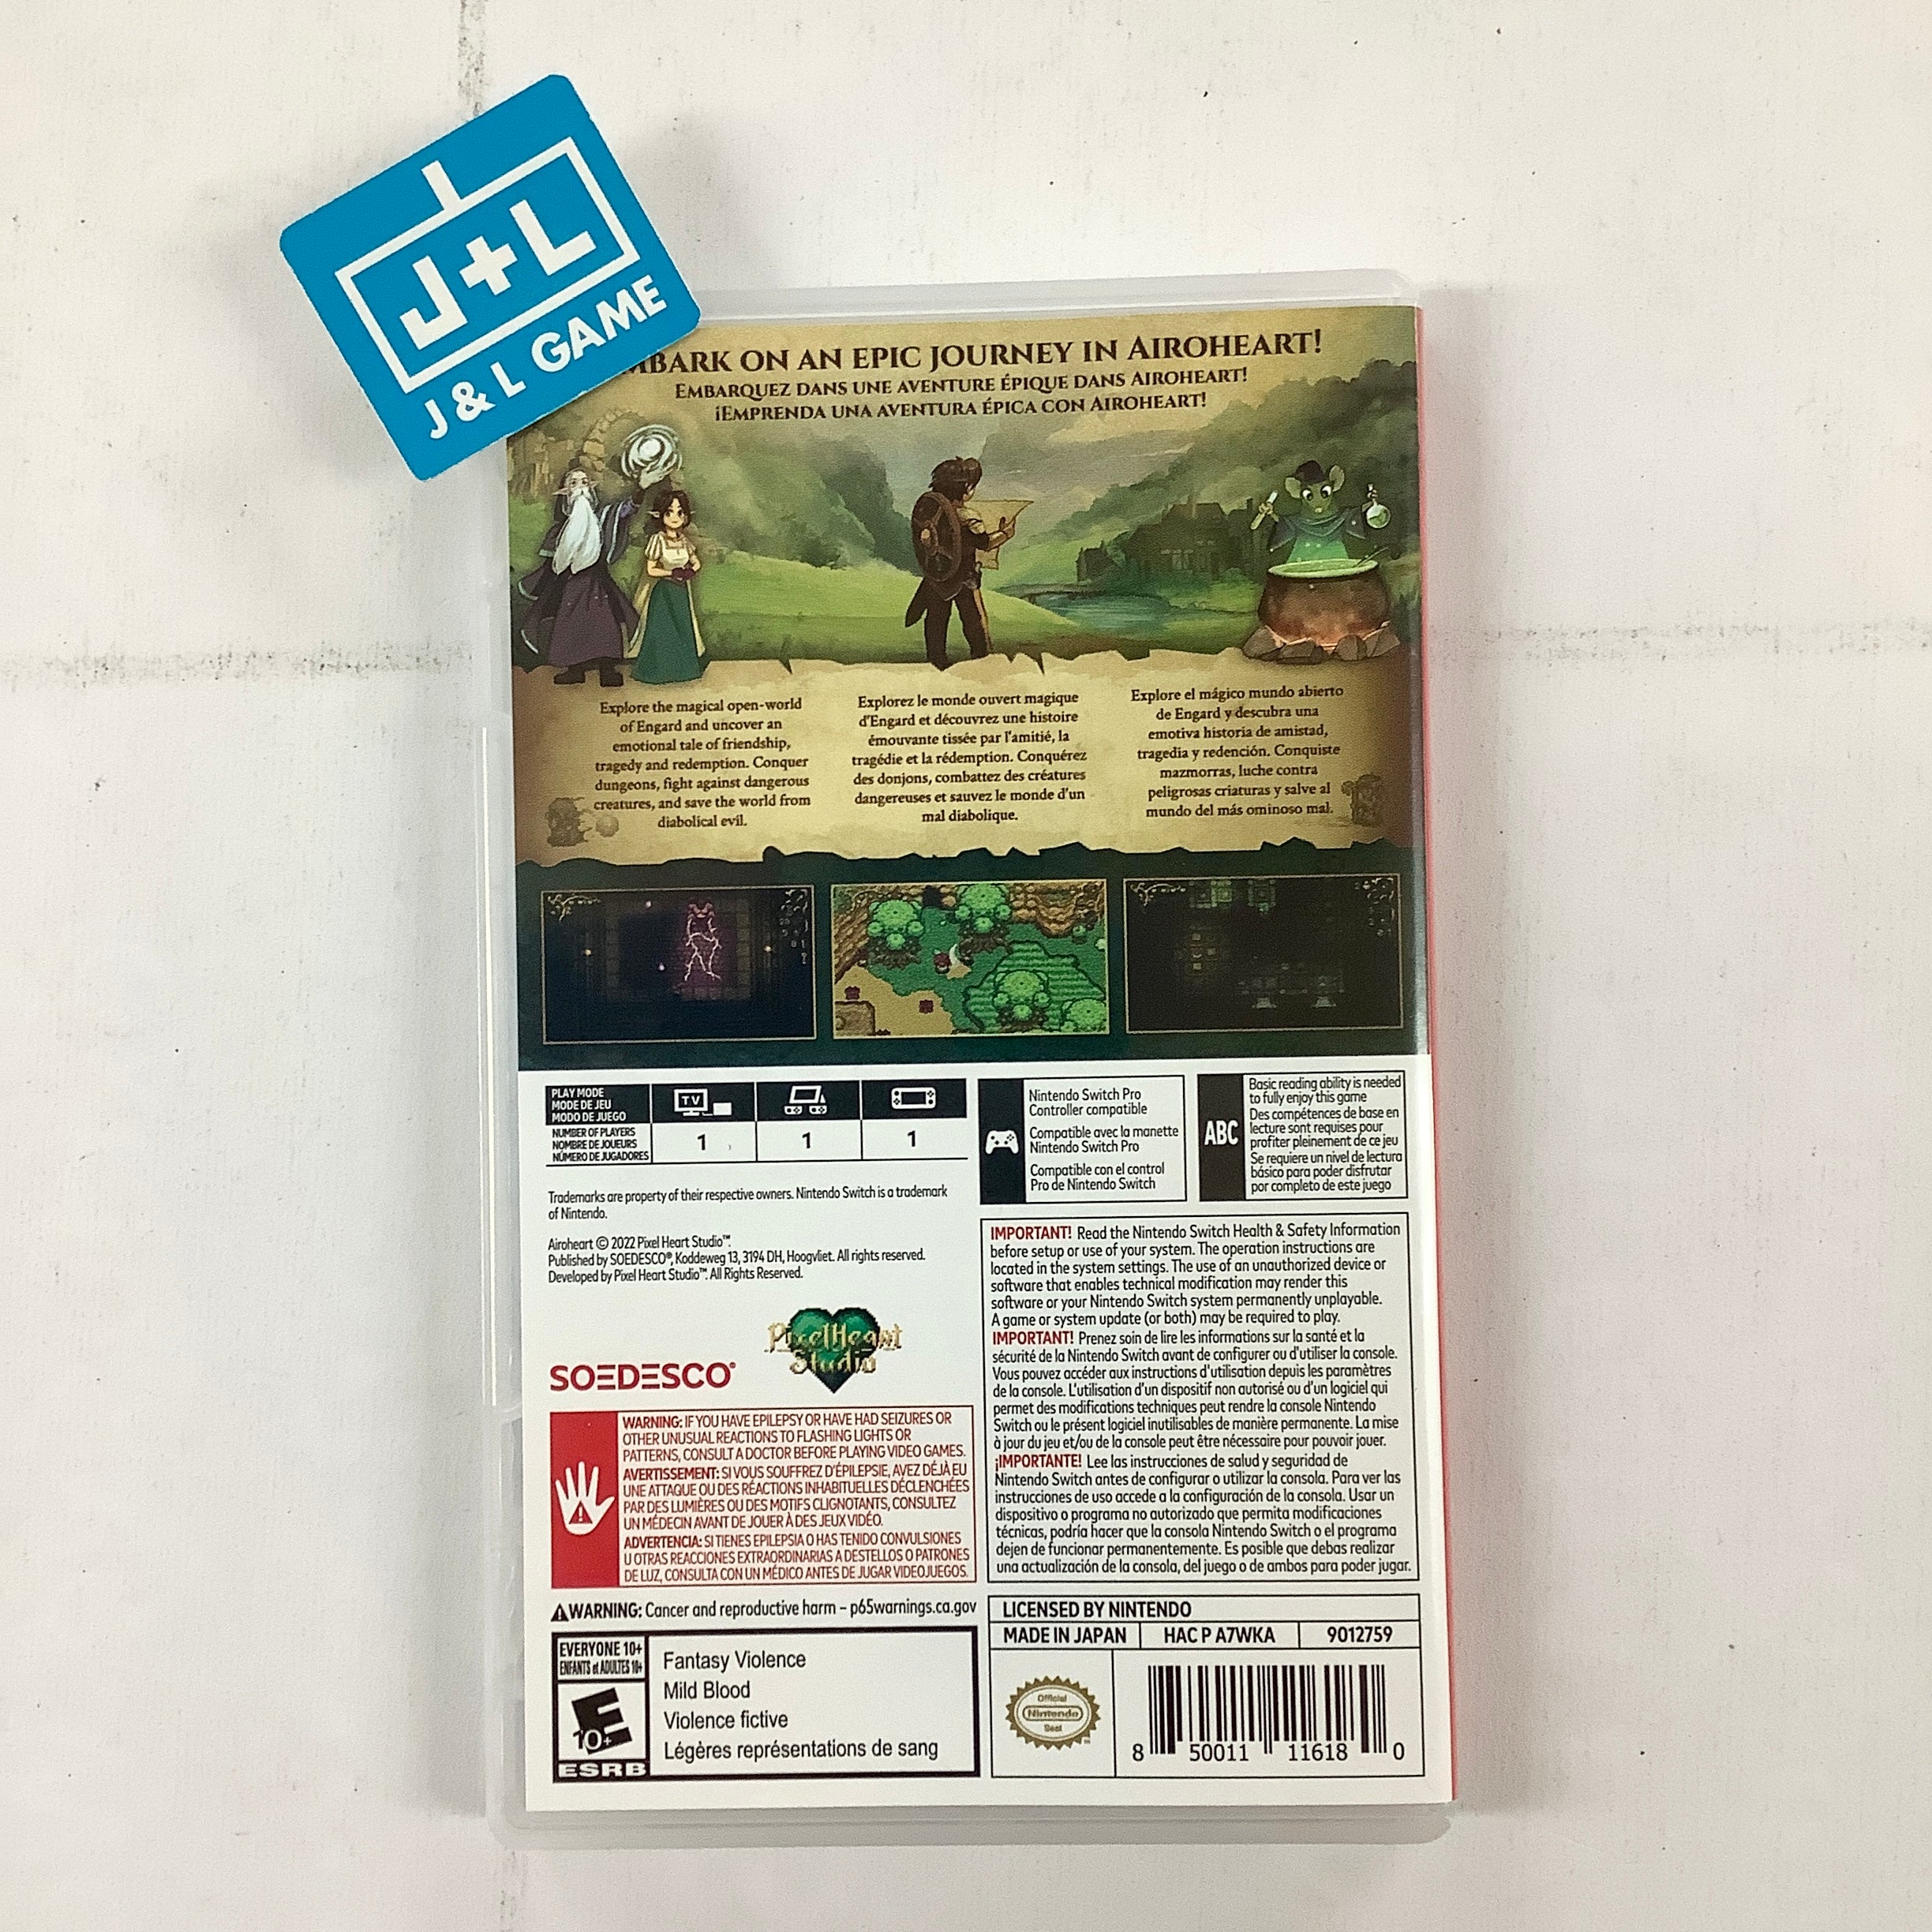 J+L
J & L GAME
BARK ON AN EPIC JOURNEY IN AIROHEART!
EMBARQUEZ DANS UNE AVENTURE ÉPIQUE DANS AIROHEART!
¡EMPRENDA UNA AVENTURA ÉPICA CON AIROHEART!
Explore the magical open-world
of Engard and uncover an
emotional tale of friendship,
tragedy and redemption. Conquer
dungeons, fight against dangerous
creatures, and save the world from
diabolical evil.
Explorez le monde ouvert magique
d'Engard et découvrez une histoire
émouvante tissée par l'amitié, la
tragédie et la rédemption. Conquérez
des donjons, combattez des créatures
dangereuses et sauvez le monde d'un
mal diabolique.
Explore el mágico mundo abierto
de Engard y descubra una
emotiva historia de amistad,
tragedia y redención. Conquiste
mazmorras, luche contra
peligrosas criaturas y salve al
mundo del más ominoso mal.
PLAY MODE
MODE DE JEU
MODO DE JUEGO
TV
NUMBER OF PLAYERS
NOMBRE DE JOUEURS
NÚMERO DE JUGADORES
1 1 1
Nintendo Switch Pro
Controller compatible
Compatible avec la manette
Nintendo Switch Pro
Compatible con el control
Pro de Nintendo Switch
ABC
Basic reading ability is needed
to fully enjoy this game
Des compétences de base en
lecture sont requises pour
profiter pleinement de ce jeu
Se requiere un nivel de lectura
básico para poder disfrutar
por completo de este juego
Trademarks are property of their respective owners. Nintendo Switch is a trademark
of Nintendo.
Airoheart © 2022 Pixel Heart Studio™.
Published by SOEDESCO®, Koddeweg 13, 3194 DH, Hoogvliet. All rights reserved.
Developed by Pixel Heart Studio™. All Rights Reserved.
SOEDESCO®
PixelHeart
Studio
IMPORTANT! Read the Nintendo Switch Health & Safety Information
before setup or use of your system. The operation instructions are
located in the system settings. The use of an unauthorized device or
software that enables technical modification may render this
software or your Nintendo Switch system permanently unplayable.
A game or system update (or both) may be required to play.
IMPORTANT! Prenez soin de lire les informations sur la santé et la
sécurité de la Nintendo Switch avant de configurer ou d'utiliser la console.
Vous pouvez accéder aux instructions d'utilisation depuis les paramètres
de la console. L'utilisation d'un dispositif non autorisé ou d'un logiciel qui
permet des modifications techniques peut rendre la console Nintendo
Switch ou le présent logiciel inutilisables de manière permanente. La mise
à jour du jeu et/ou de la console peut être nécessaire pour pouvoir jouer.
¡IMPORTANTE! Lee las instrucciones de salud y seguridad de
Nintendo Switch antes de configurar o utilizar la consola. Para ver las
instrucciones de uso accede a la configuración de la consola. Usar un
dispositivo o programa no autorizado que permita modificaciones
técnicas, podría hacer que la consola Nintendo Switch o el programa
dejen de funcionar permanentemente. Es posible que debas realizar
una actualización de la consola, del juego o de ambos para poder jugar.
WARNING: IF YOU HAVE EPILEPSY OR HAVE HAD SEIZURES OR
OTHER UNUSUAL REACTIONS TO FLASHING LIGHTS OR
PATTERNS, CONSULT A DOCTOR BEFORE PLAYING VIDEO GAMES.
AVERTISSEMENT: SI VOUS SOUFFREZ D'ÉPILEPSIE, AVEZ DÉJÀ EU
UNE ATTAQUE OU DES RÉACTIONS INHABITUELLES DÉCLENCHÉES
PAR DES LUMIÈRES OU DES MOTIFS CLIGNOTANTS, CONSULTEZ
UN MÉDECIN AVANT DE JOUER À DES JEUX VIDÉO.
ADVERTENCIA: SI TIENES EPILEPSIA O HAS TENIDO CONVULSIONES
U OTRAS REACCIONES EXTRAORDINARIAS A DESTELLOS O PATRONES
DE LUZ, CONSULTA CON UN MÉDICO ANTES DE JUGAR VIDEOJUEGOS.
WARNING: Cancer and reproductive harm – p65warnings.ca.gov
EVERYONE 10+
ENFANTS et ADULTES 10+
E
10+
ESRB
Fantasy Violence
Mild Blood
Violence fictive
Légères représentations de sang
LICENSED BY NINTENDO
MADE IN JAPAN HAC P A7WKA 9012759
Official
Nintendo
Seal
8 50011 11618 0